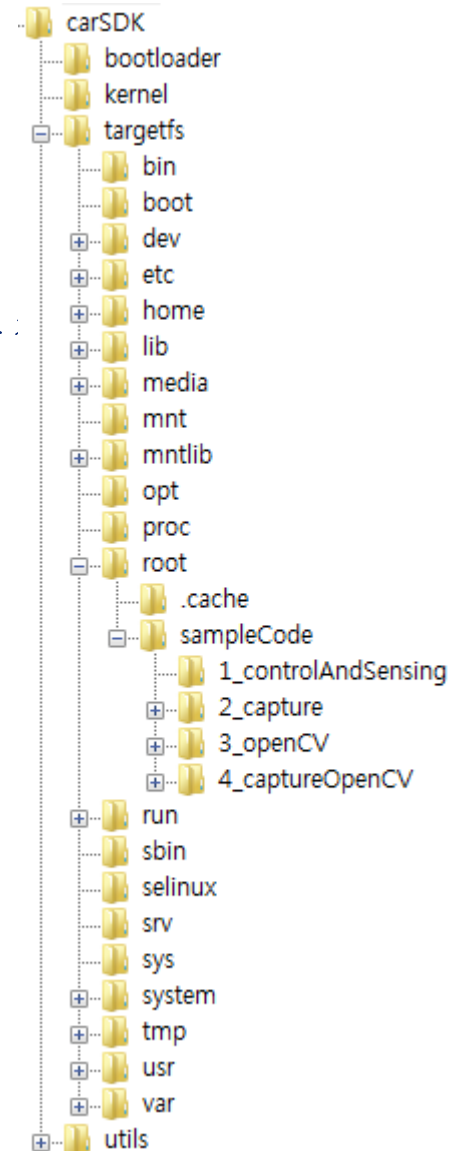 carSDK
bootloader
kernel
targetfs
bin
boot
dev
etc
home
lib
media
mnt
mntlib
opt
proc
root
.cache
sampleCode
1_controlAndSensing
2_capture
3_openCV
4_captureOpenCV
run
sbin
selinux
srv
sys
system
tmp
usr
var
utils